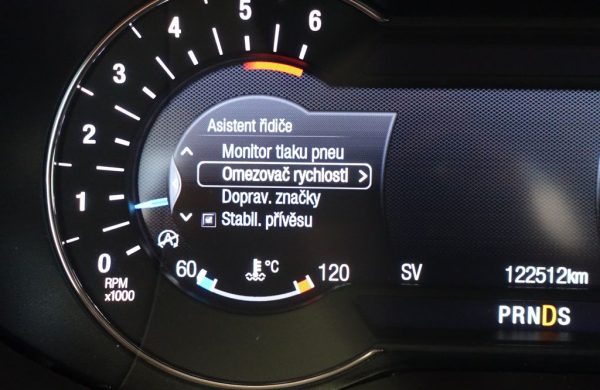 6
5
4
3
2
1
0
RPM
x1000
Asistent řidiče
Monitor tlaku pneu
Omezovač rychlosti
Doprav. značky
Stabil. přívěsu
A
60
°C
120
SV
122512km
PRNDS